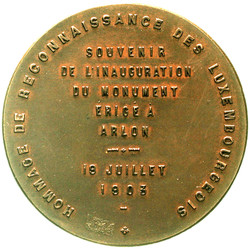 HOMMAGE DE RECONNAISSANCE DES LUXEMBOURGEOIS
SOUVENIR
DE L'INAUGURATION
DU MONUMENT
ÉRIGÉ À
ARLON
19 JUILLET
1903